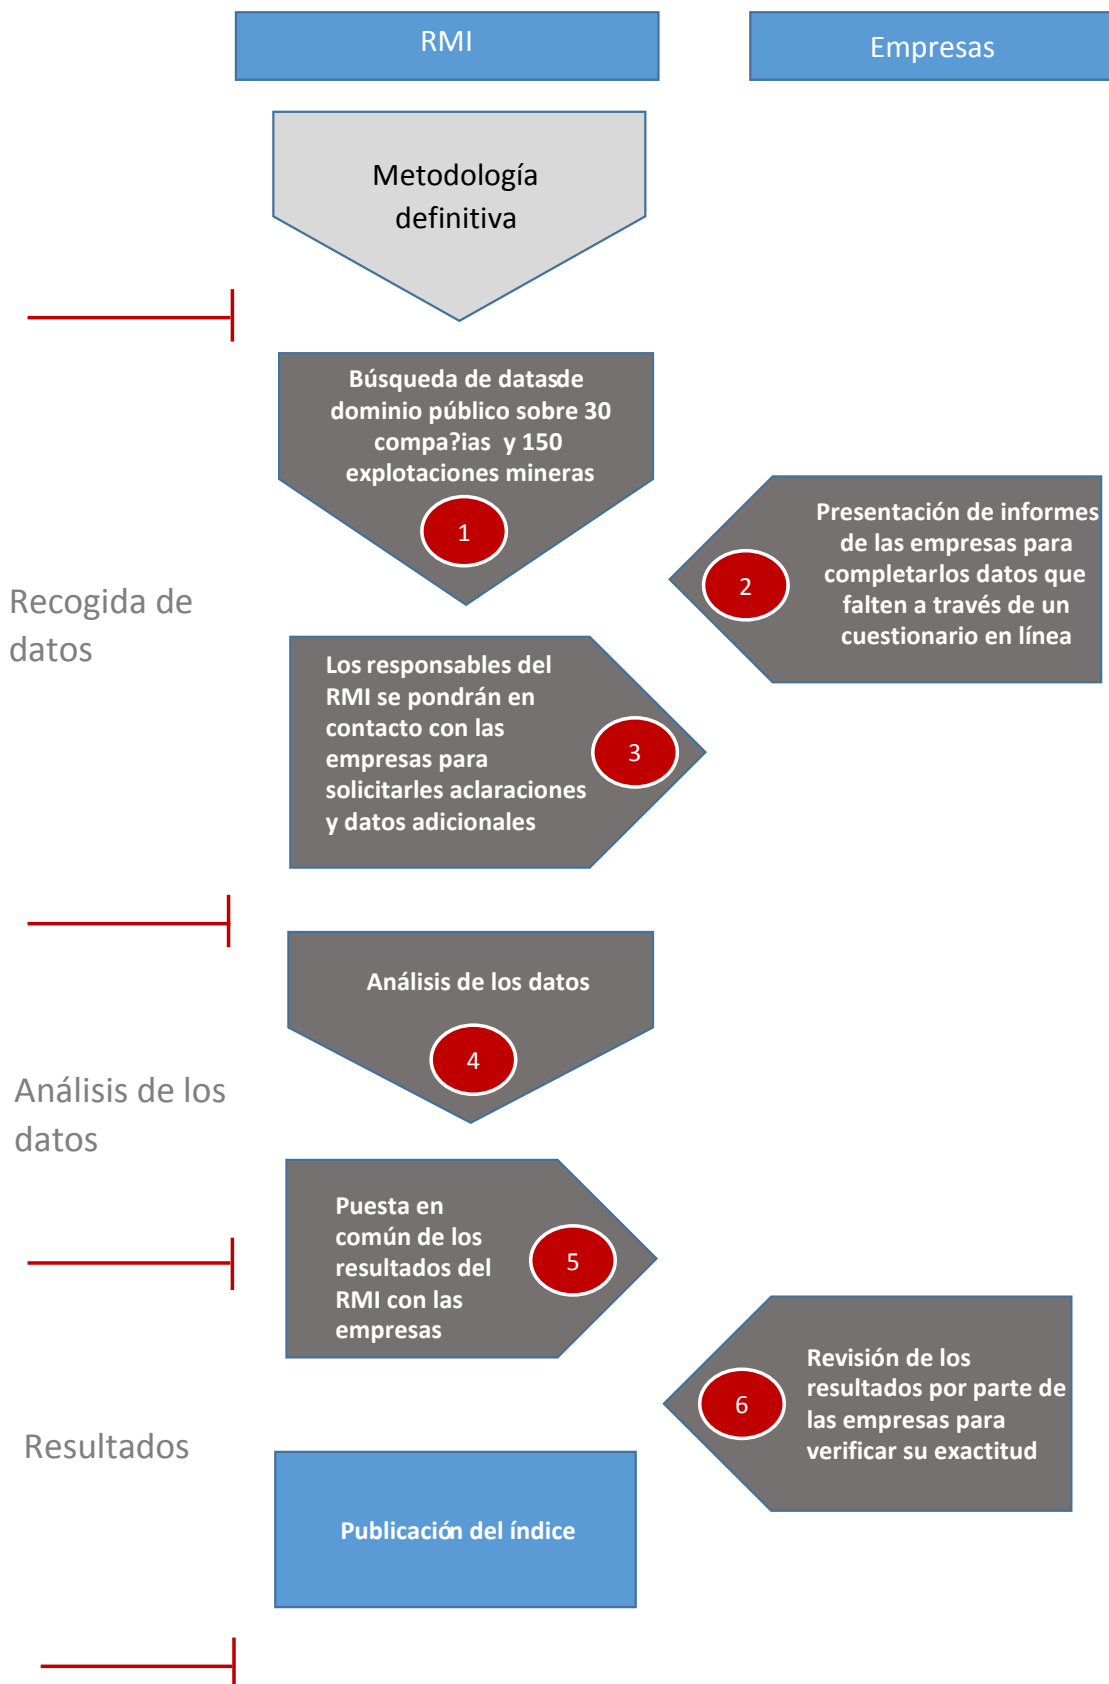 RMI
Empresas
Metodología
definitiva
Búsqueda de datasde
dominio público sobre 30
compa?ias y 150
explotaciones mineras
1
Presentación de informes
de las empresas para
completarlos datos que
falten a través de un
cuestionario en línea
2
Recogida de
datos
Los responsables del
RMI se pondrán en
contacto con las
empresas para
solicitarles aclaraciones
y datos adicionales
3
Análisis de los datos
4
Análisis de los
datos
Puesta en
común de los
resultados del
RMI con las
empresas
5
Revisión de los
resultados por parte de
las empresas para
verificar su exactitud
6
Resultados
Publicación del índice